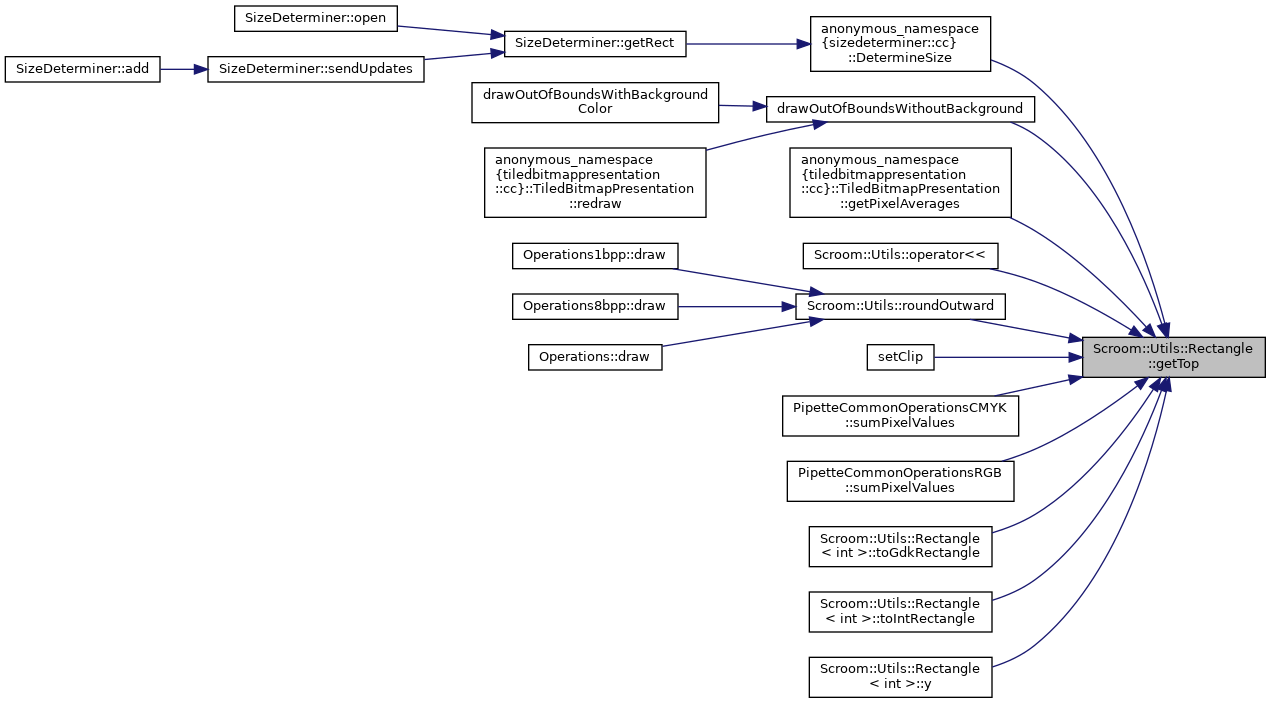 SizeDeterminer::open
SizeDeterminer::add
SizeDeterminer::sendUpdates
SizeDeterminer::getRect
anonymous_namespace
{sizedeterminer::cc}
::DetermineSize
drawOutOfBoundsWithBackground
Color
drawOutOfBoundsWithoutBackground
anonymous_namespace
{tiledbitmappresentation
::cc}::TiledBitmapPresentation
::redraw
anonymous_namespace
{tiledbitmappresentation
::cc}::TiledBitmapPresentation
::getPixelAverages
Scroom::Utils::operator<<
Operations1bpp::draw
Operations8bpp::draw
Operations::draw
Scroom::Utils::roundOutward
setClip
Scroom::Utils::Rectangle
::getTop
PipetteCommonOperationsCMYK
::sumPixelValues
PipetteCommonOperationsRGB
::sumPixelValues
Scroom::Utils::Rectangle
< int >::toGdkRectangle
Scroom::Utils::Rectangle
< int >::toIntRectangle
Scroom::Utils::Rectangle
< int >::y